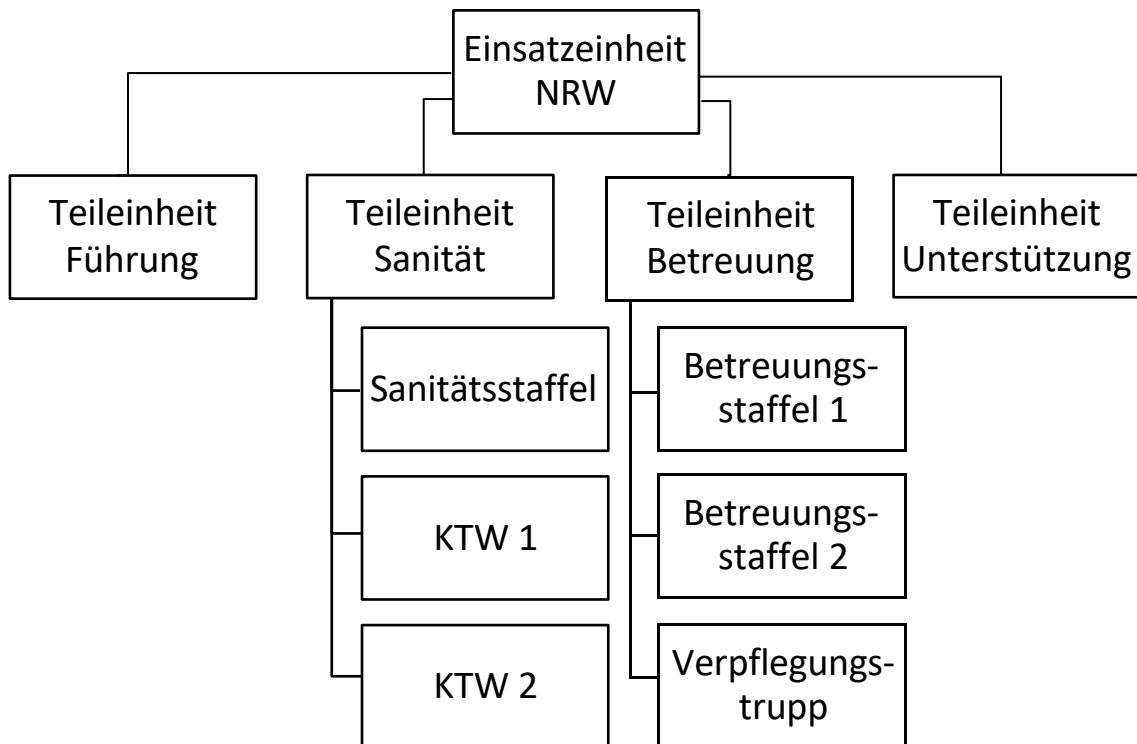 Einsatzeinheit
NRW
Teileinheit
Führung
Teileinheit
Sanität
Teileinheit
Betreuung
Teileinheit
Unterstützung
Sanitätsstaffel
KTW 1
KTW 2
Betreuungs-
staffel 1
Betreuungs-
staffel 2
Verpflegungs-
trupp